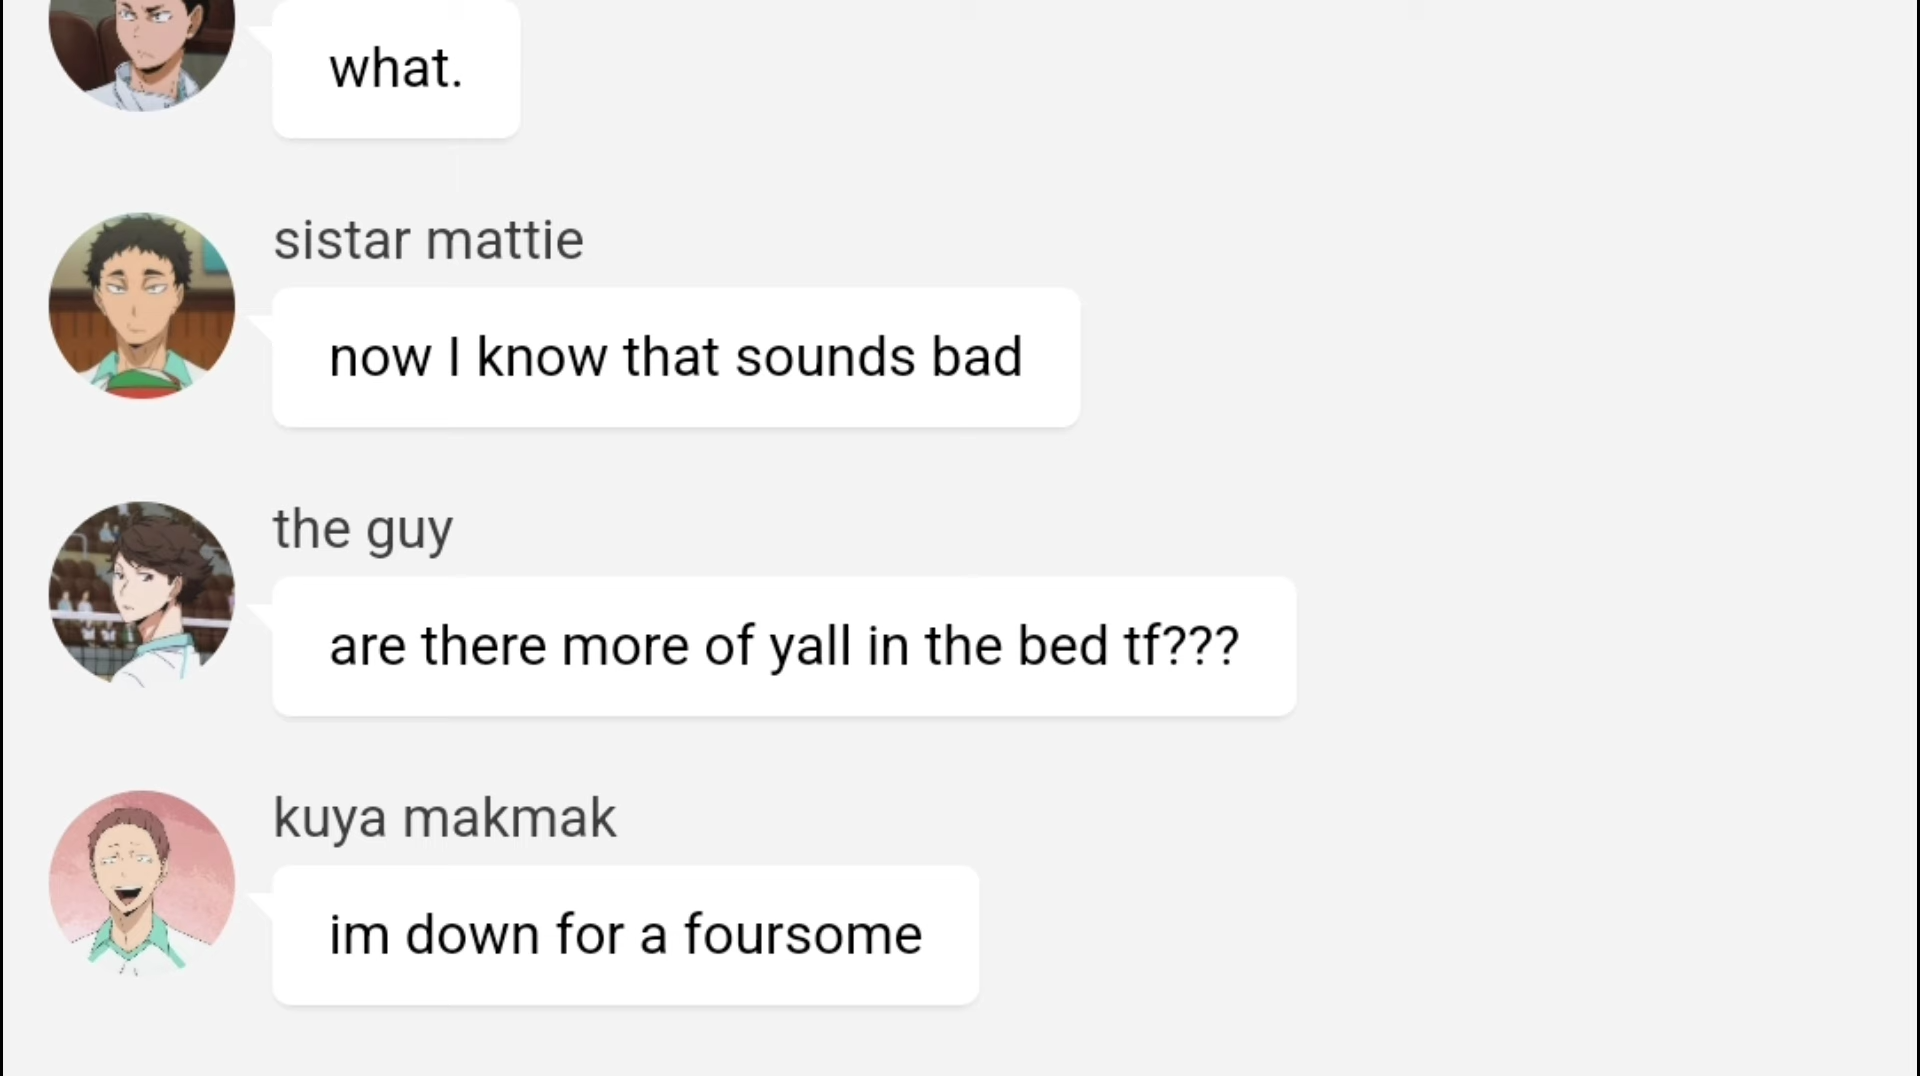 what.
sistar mattie
now I know that sounds bad
the guy
are there more of yall in the bed tf???
kuya makmak
im down for a foursome